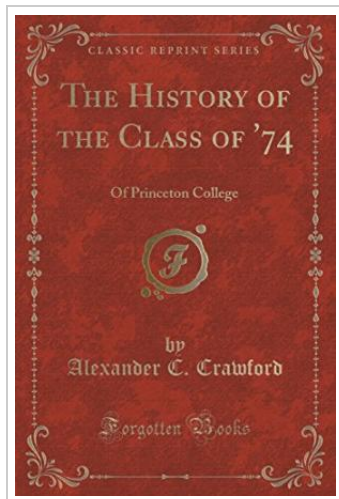 CLASSIC REPRINT SERIES
THE HISTORY OF
THE CLASS OF '74
Of Princeton College
F
by
Alexander C. Crawford
Forgotten Books